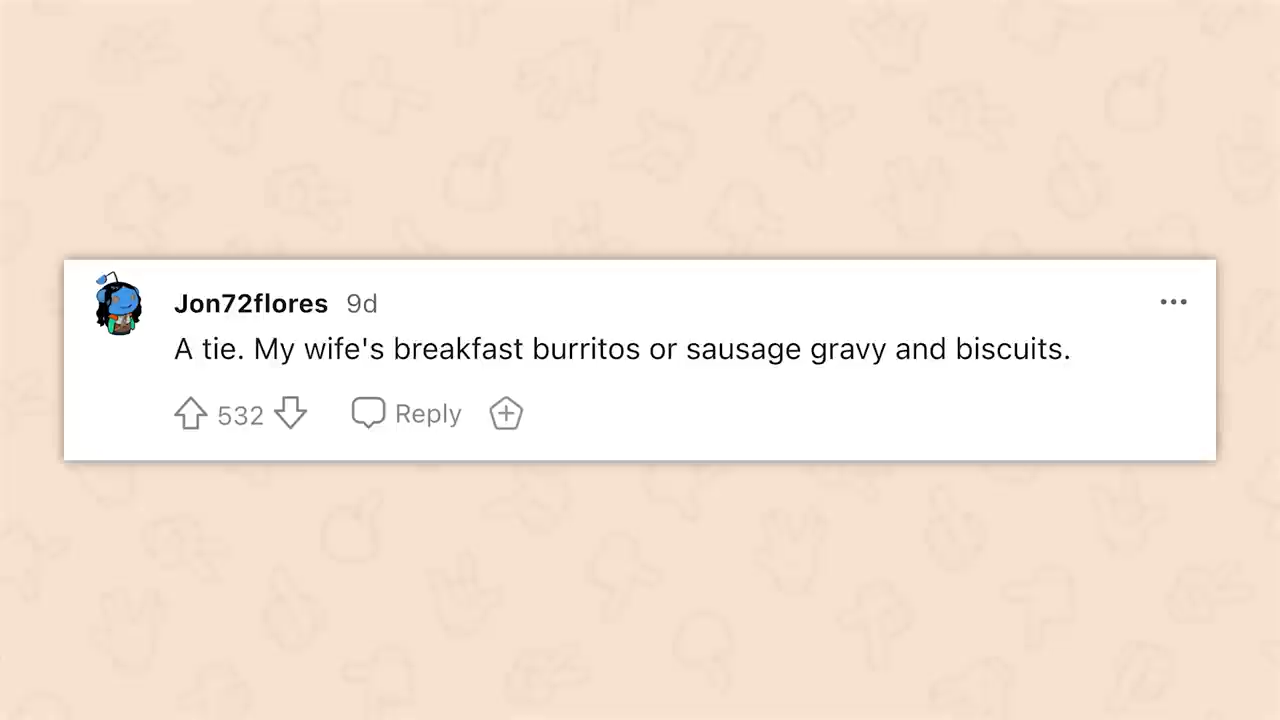 Jon72flores 9d
A tie. My wife's breakfast burritos or sausage gravy and biscuits.
532 Reply